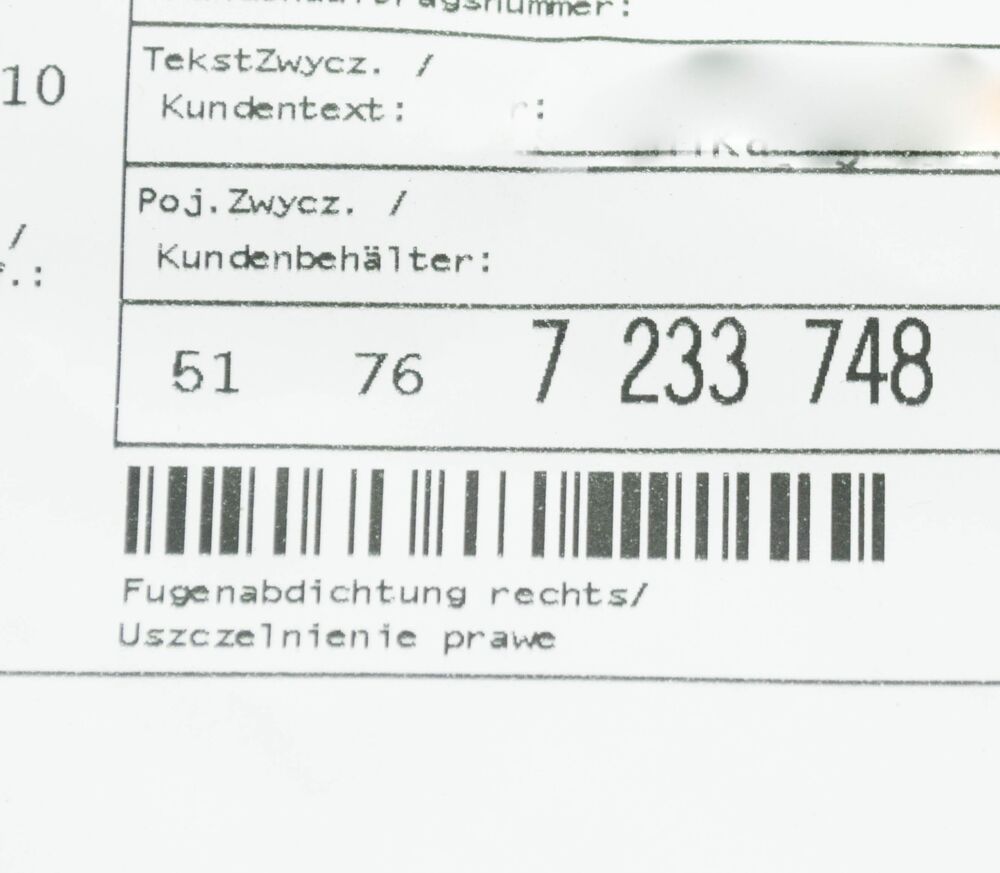 10
TekstZwycz. /
Kundentext:
Poj.Zwycz. /
/
Kundenbehälter:
51 76 7 233 748
Fugenabdichtung rechts/
Uszczelnienie prawe